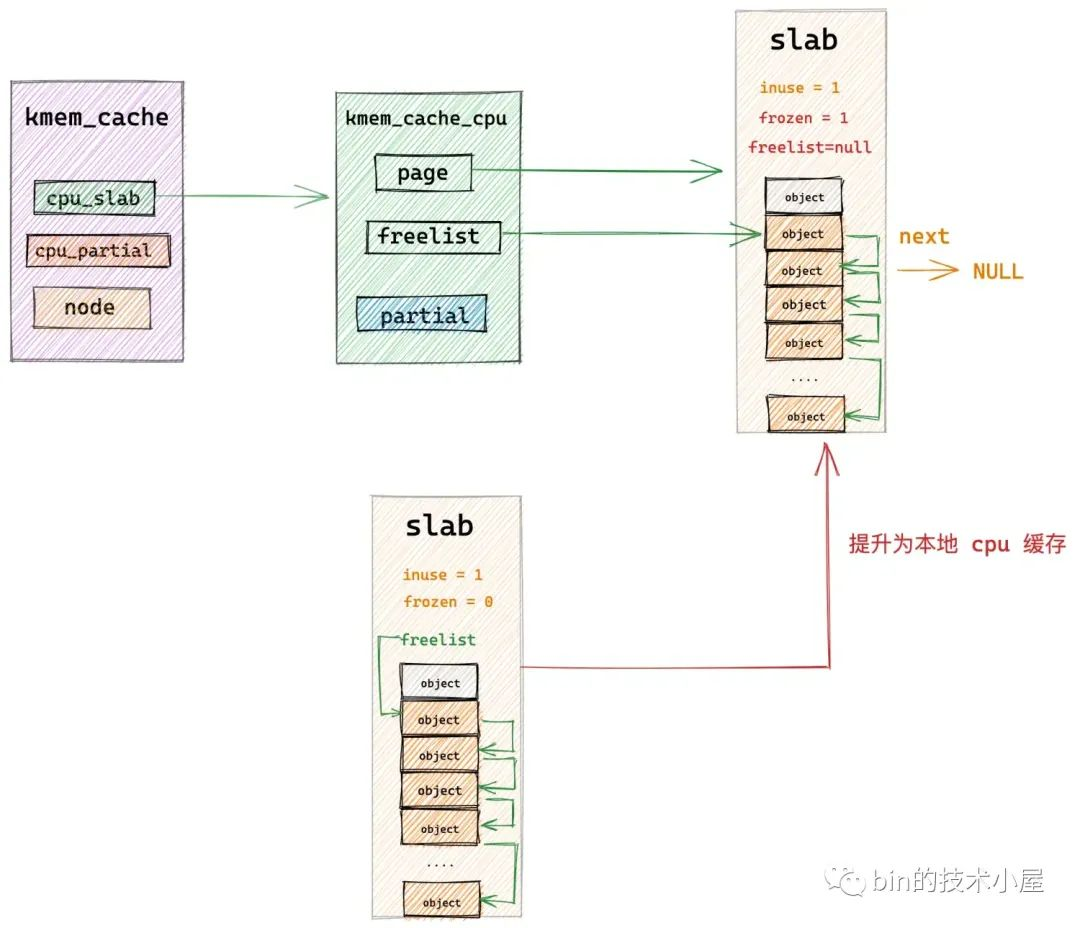 kmem_cache
cpu_slab
cpu_partial
node
kmem_cache_cpu
page
freelist
partial
slab
inuse = 1
frozen = 1
freelist=null
object
object
object
object
object
....
object
next
NULL
提升为本地 cpu 缓存
slab
inuse = 1
frozen = 0
freelist
object
object
object
object
object
....
object
bin的技术小屋